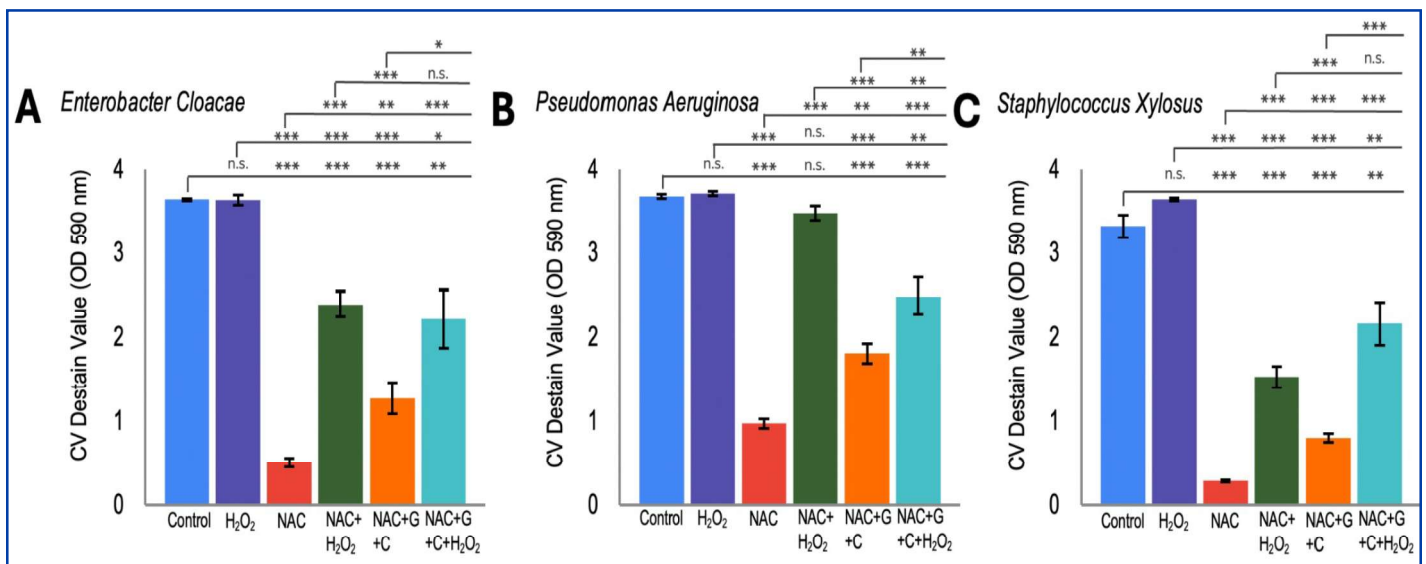 A Enterobacter Cloacae
*
*** n.s.
*** ** ***
*** *** *** *
n.s. *** *** *** **
CV Destain Value (OD 590 nm)
4
3
2
1
0
Control H₂O₂ NAC NAC+ NAC+G NAC+G
H₂O₂ +C +C+H₂O₂
B Pseudomonas Aeruginosa
**
*** **
*** ** ***
*** n.s. *** **
n.s. *** n.s. *** ***
CV Destain Value (OD 590 nm)
4
3
2
1
0
Control H₂O₂ NAC NAC+ NAC+G NAC+G
H₂O₂ +C +C+H₂O₂
C Staphylococcus Xylosus
***
*** n.s.
*** *** ***
*** *** *** **
n.s. *** *** *** **
CV Destain Value (OD 590 nm)
4
3
2
1
0
Control H₂O₂ NAC NAC+ NAC+G NAC+G
H₂O₂ +C +C+H₂O₂